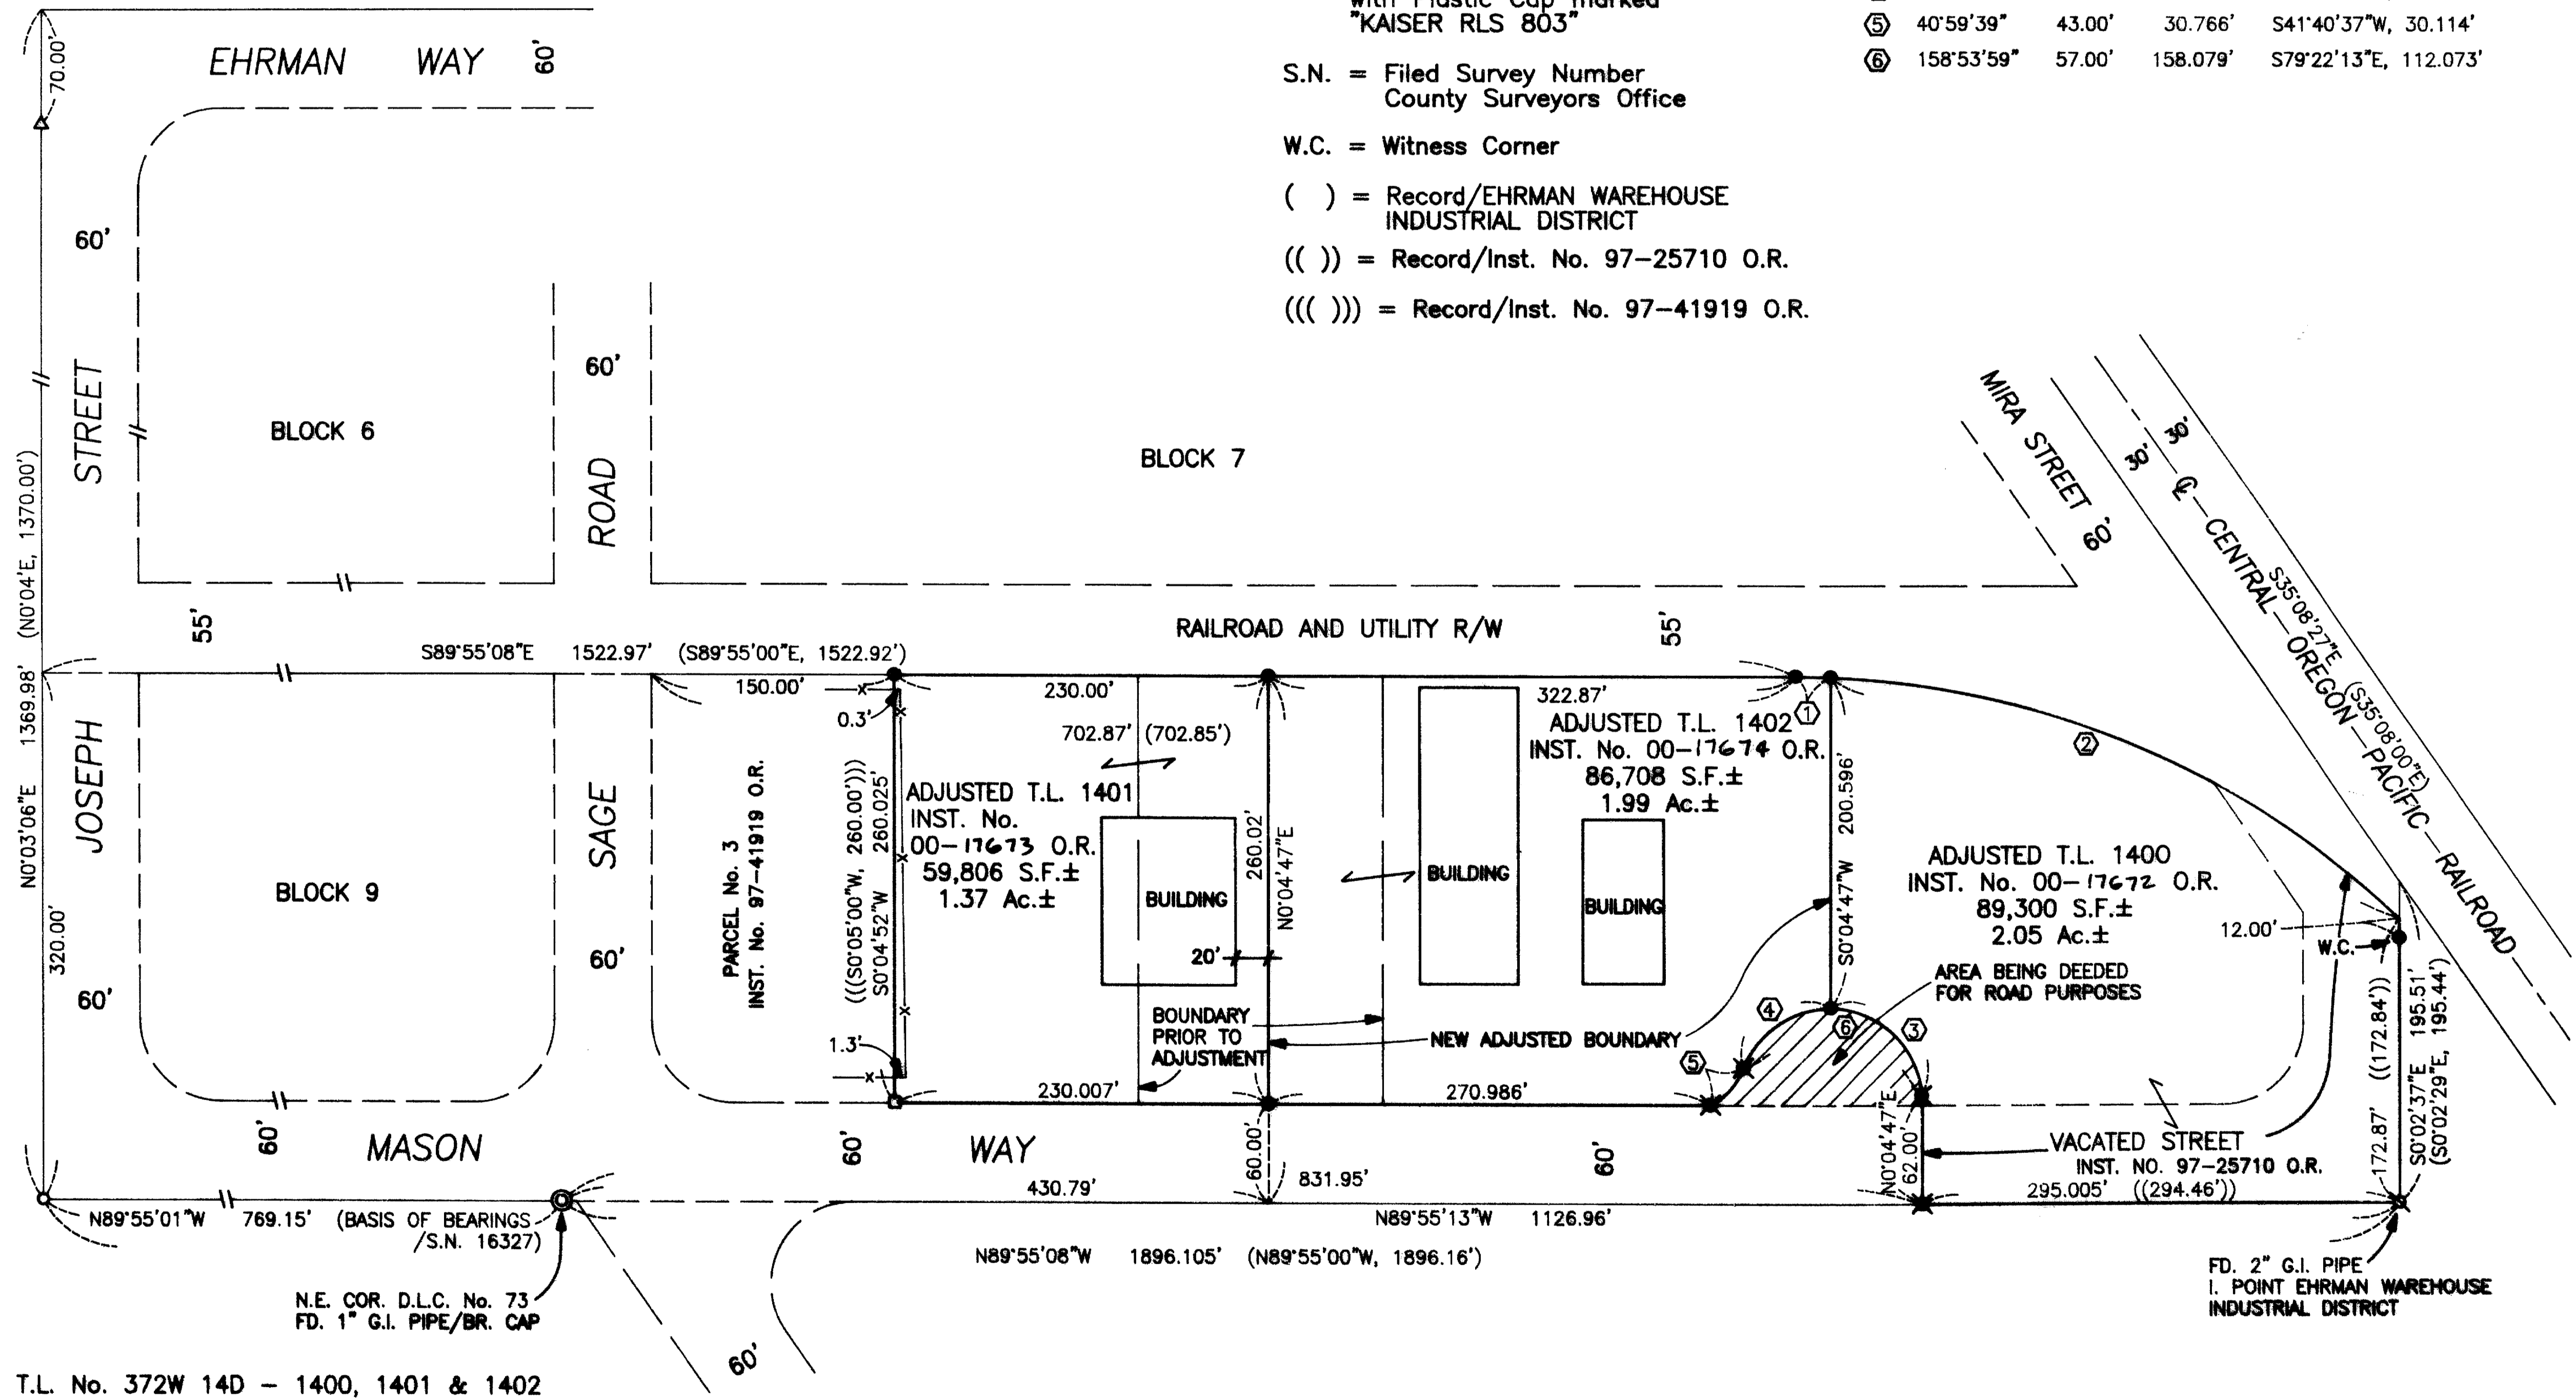 "KAISER RLS 803"
S.N. = Filed Survey Number
County Surveyors Office
W.C. = Witness Corner
( ) = Record/EHRMAN WAREHOUSE
INDUSTRIAL DISTRICT
(( )) = Record/Inst. No. 97-25710 O.R.
((( ))) = Record/Inst. No. 97-41919 O.R.
5 40°59'39" 43.00' 30.766' S41°40'37"W, 30.114'
6 158°53'59" 57.00' 158.079' S79°22'13"E, 112.073'
70.00'
EHRMAN WAY 60'
60'
JOSEPH STREET
BLOCK 6
60'
SAGE ROAD
BLOCK 7
MIRA STREET 60'
30'
30'
℄ CENTRAL OREGON PACIFIC RAILROAD
S35°08'27"E
(S35°08'00"E)
N0°03'06"E 1369.98' (N0°04'E, 1370.00')
320.00'
55'
RAILROAD AND UTILITY R/W
55'
S89°55'08"E 1522.97' (S89°55'00"E, 1522.92')
150.00'
230.00'
322.87'
0.3'
702.87' (702.85')
1
2
ADJUSTED T.L. 1402
INST. No. 00-17674 O.R.
86,708 S.F.±
1.99 Ac.±
PARCEL No. 3
INST. No. 97-41919 O.R.
(((S0°05'00"W, 260.00')))
S0°04'52"W 260.025'
ADJUSTED T.L. 1401
INST. No.
00-17673 O.R.
59,806 S.F.±
1.37 Ac.±
BUILDING
20'
260.02'
N0°04'47"E
BUILDING
BUILDING
S0°04'47"W 200.596'
ADJUSTED T.L. 1400
INST. No. 00-17672 O.R.
89,300 S.F.±
2.05 Ac.±
12.00'
W.C.
AREA BEING DEEDED
FOR ROAD PURPOSES
BLOCK 9
60'
60'
1.3'
BOUNDARY
PRIOR TO
ADJUSTMENT
NEW ADJUSTED BOUNDARY
4
6
3
5
172.87' ((172.84'))
S0°02'37"E 195.51'
(S0°02'29"E, 195.44')
230.007'
270.986'
60'
MASON WAY
60'
60'
60.00'
N0°04'47"E
62.00'
VACATED STREET
INST. NO. 97-25710 O.R.
430.79'
831.95'
295.005' ((294.46'))
N89°55'01"W 769.15' (BASIS OF BEARINGS
/S.N. 16327)
N89°55'13"W 1126.96'
N89°55'08"W 1896.105' (N89°55'00"W, 1896.16')
N.E. COR. D.L.C. No. 73
FD. 1" G.I. PIPE/BR. CAP
60'
FD. 2" G.I. PIPE
I. POINT EHRMAN WAREHOUSE
INDUSTRIAL DISTRICT
T.L. No. 372W 14D - 1400, 1401 & 1402